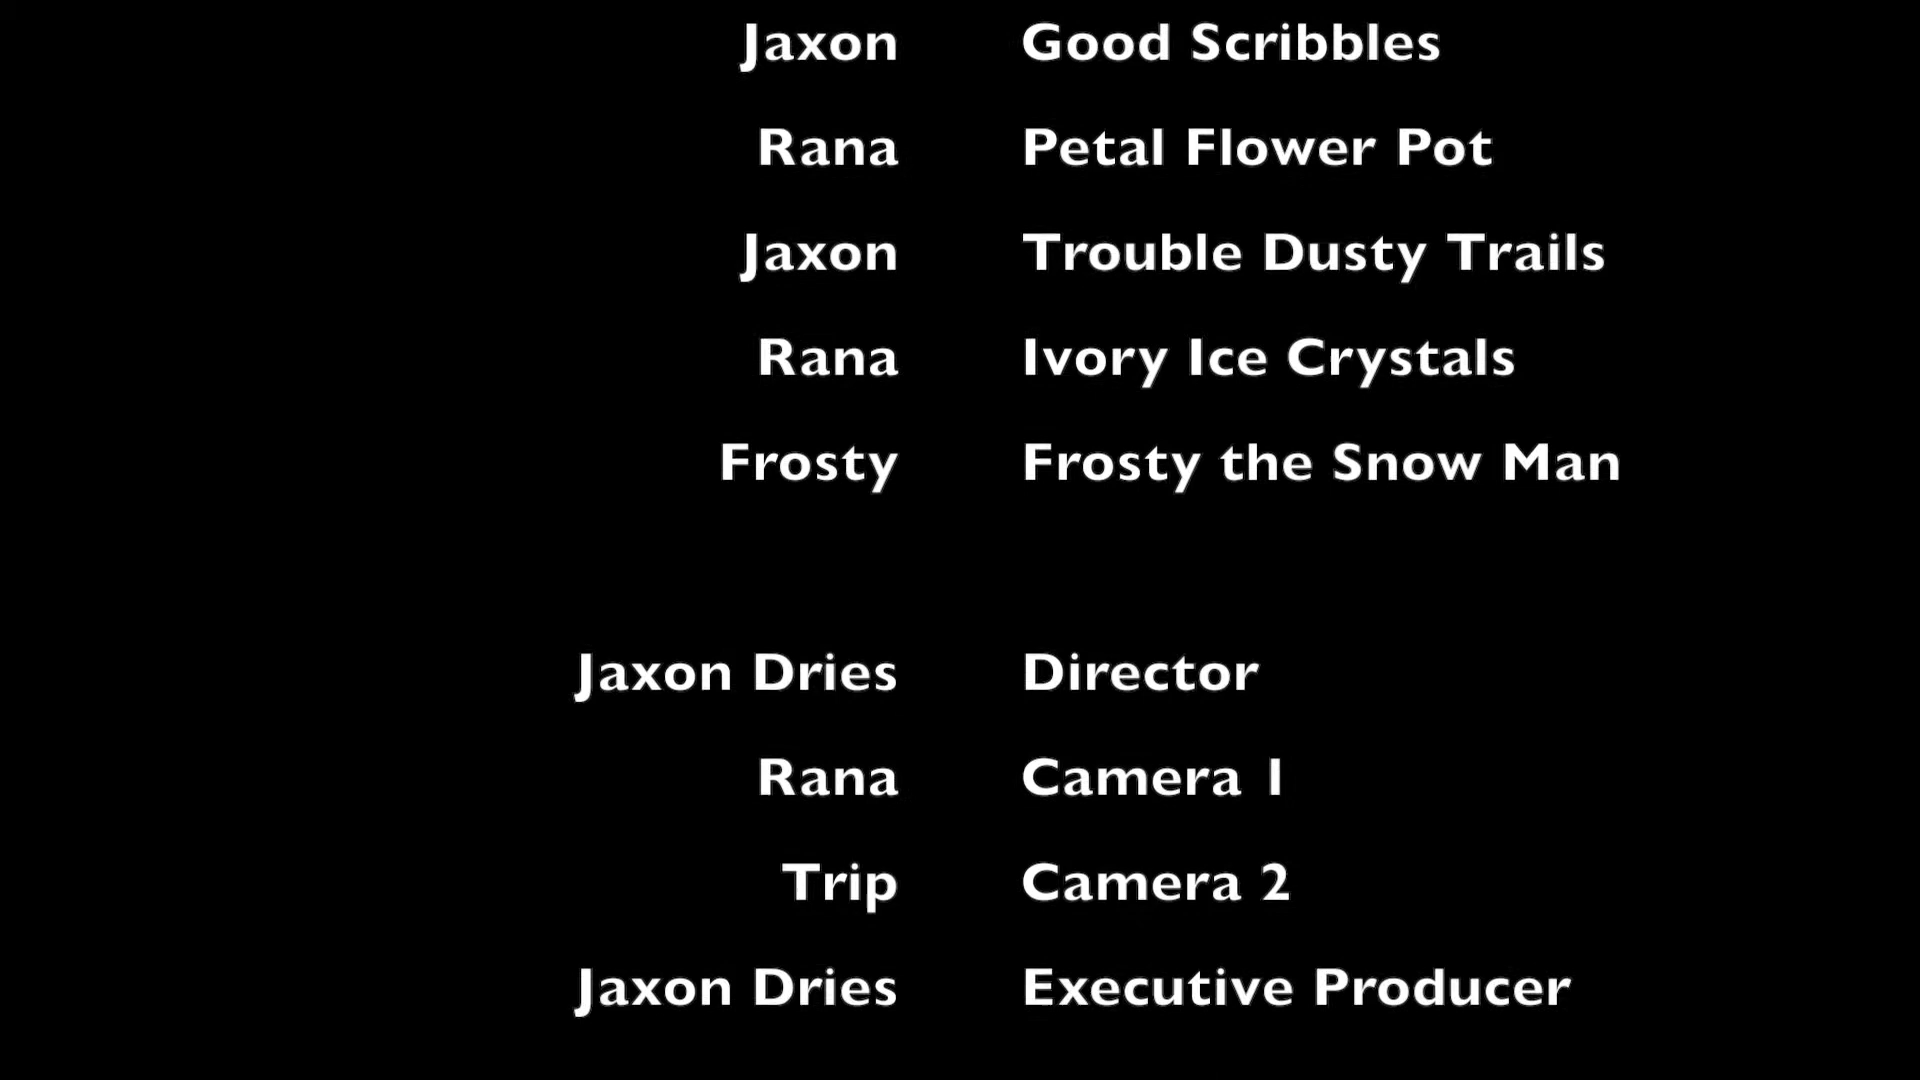 Jaxon Good Scribbles
Rana Petal Flower Pot
Jaxon Trouble Dusty Trails
Rana Ivory Ice Crystals
Frosty Frosty the Snow Man
Jaxon Dries Director
Rana Camera 1
Trip Camera 2
Jaxon Dries Executive Producer